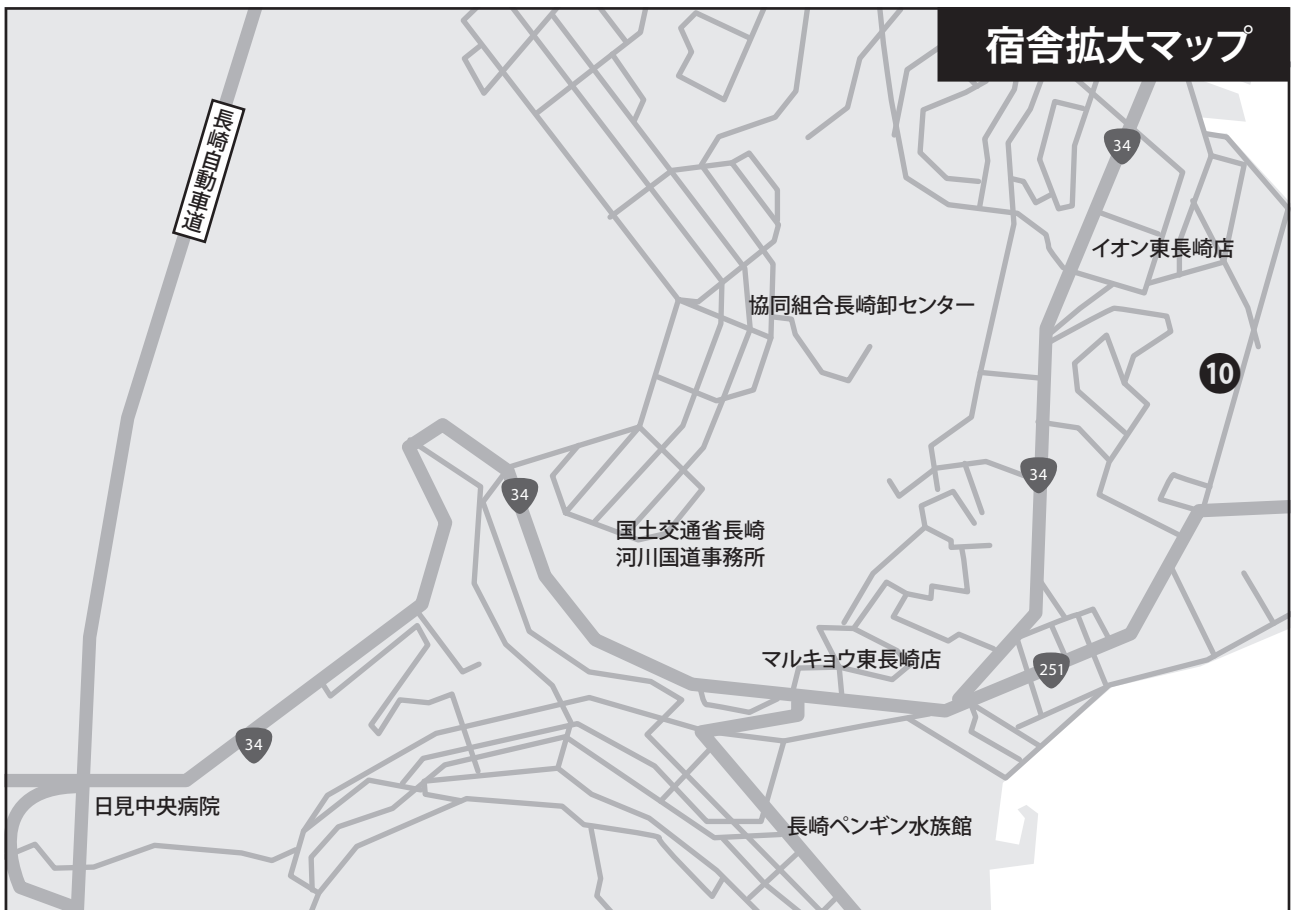 宿舎拡大マップ
長崎自動車道
34
イオン東長崎店
協同組合長崎卸センター
10
34
34
国土交通省長崎
河川国道事務所
マルキョウ東長崎店
251
34
日見中央病院
長崎ペンギン水族館